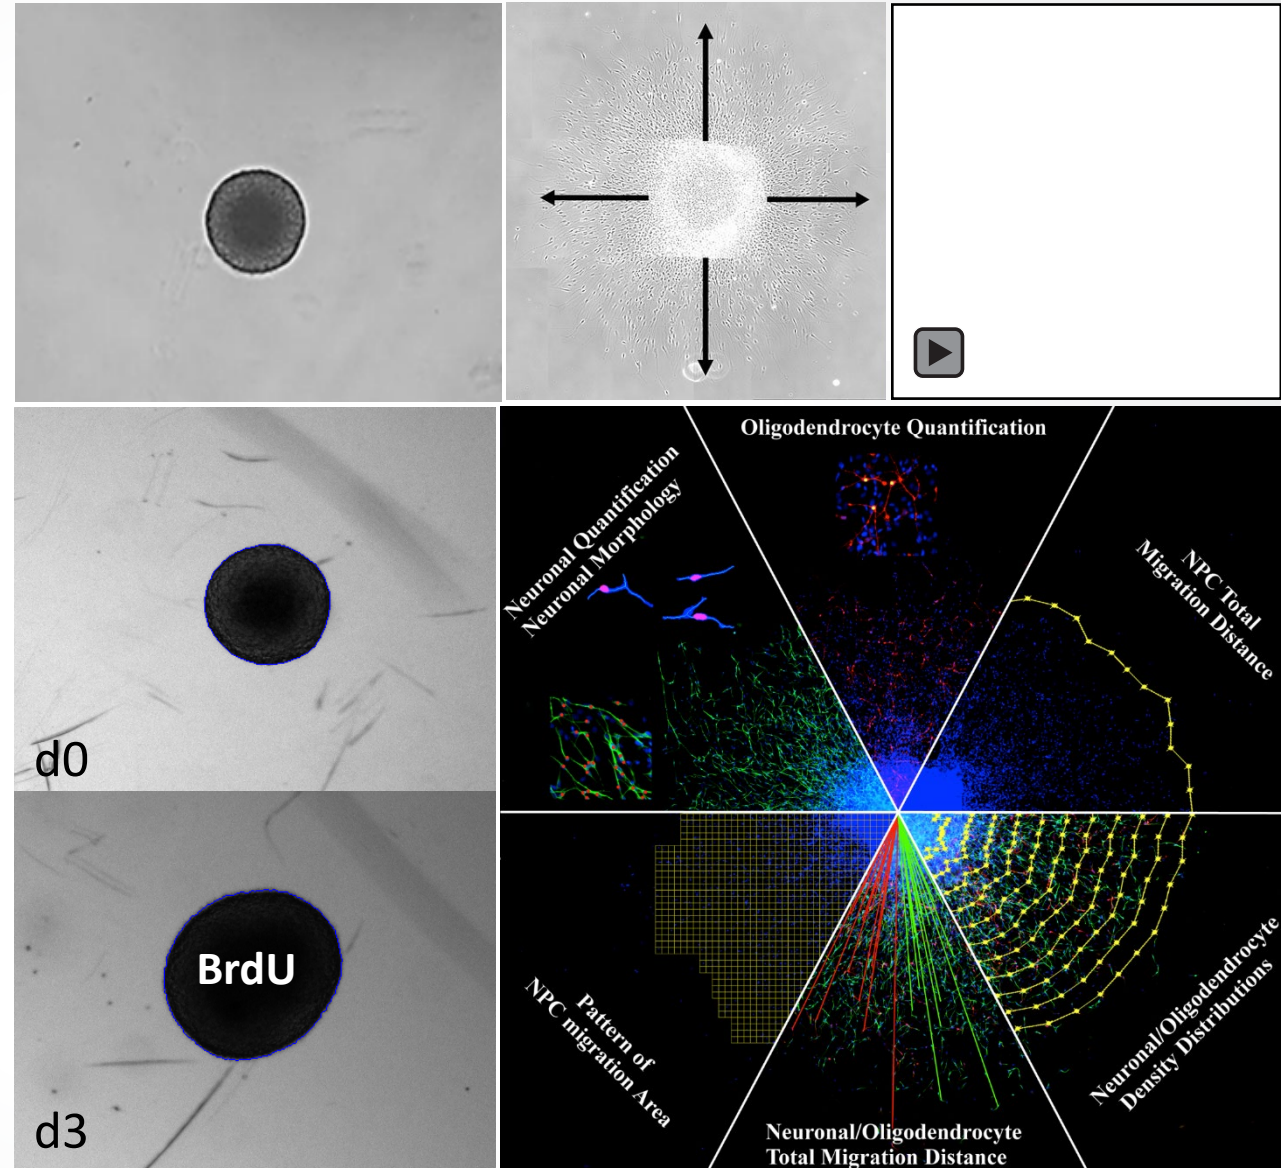 d0
BrdU
d3
Oligodendrocyte Quantification
Neuronal Quantification
Neuronal Morphology
NPC Total
Migration Distance
Pattern of
NPC migration Area
Neuronal/Oligodendrocyte
Total Migration Distance
Neuronal/Oligodendrocyte
Density Distributions